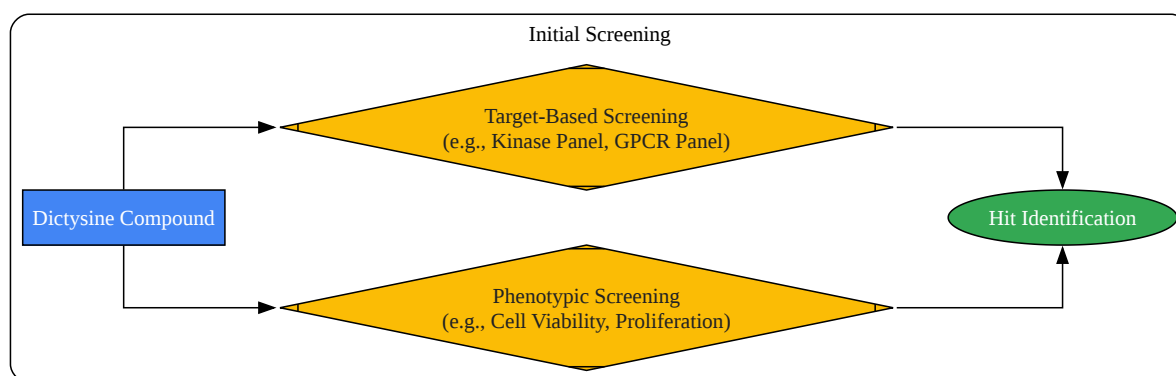 Initial Screening
Target-Based Screening
(e.g., Kinase Panel, GPCR Panel)
Dictysine Compound
Hit Identification
Phenotypic Screening
(e.g., Cell Viability, Proliferation)